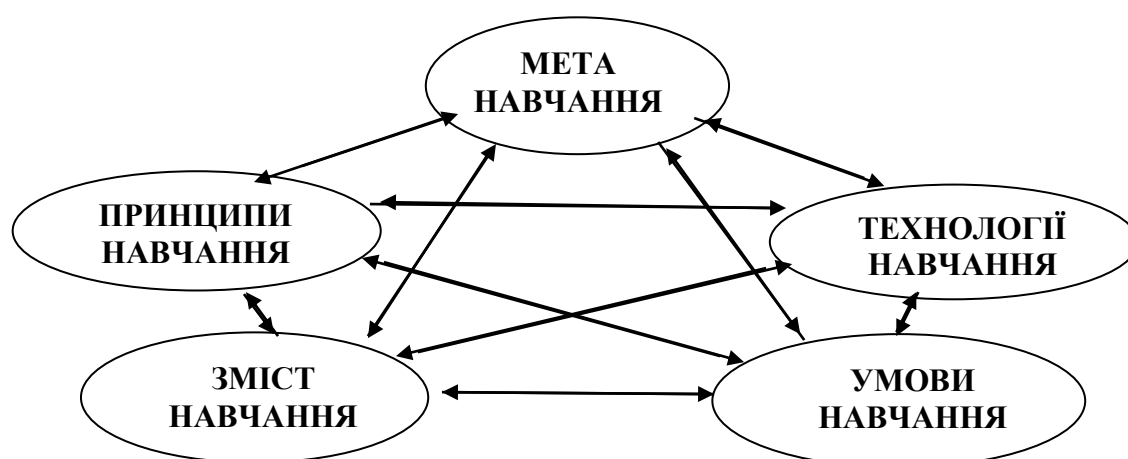 МЕТА
НАВЧАННЯ
ПРИНЦИПИ
НАВЧАННЯ
ТЕХНОЛОГІЇ
НАВЧАННЯ
ЗМІСТ
НАВЧАННЯ
УМОВИ
НАВЧАННЯ